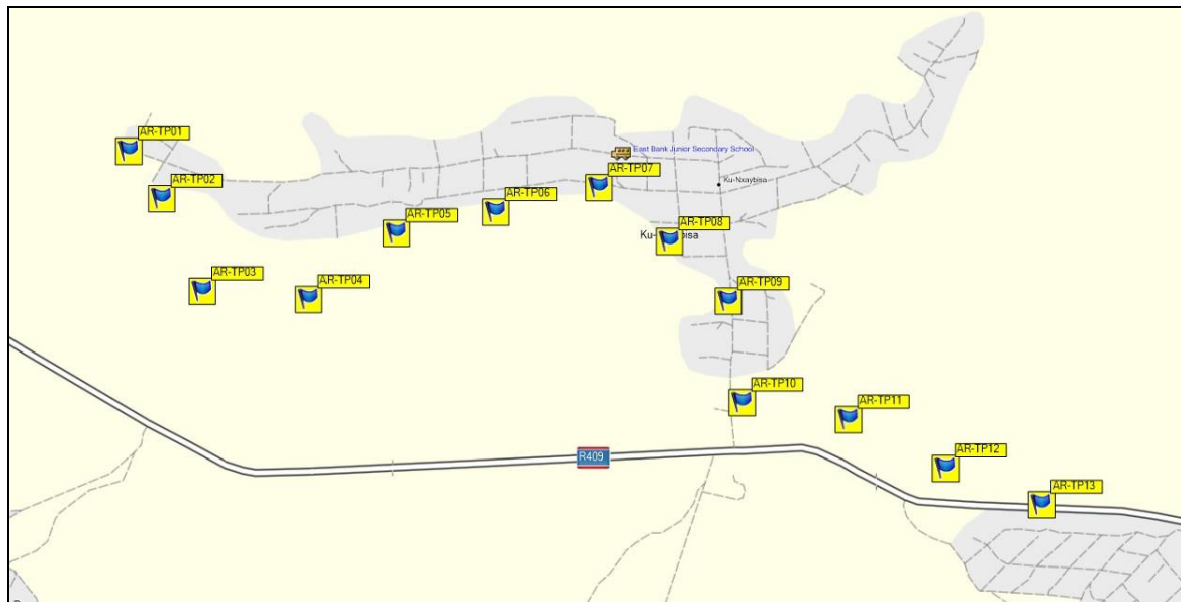 AR-TP01
East Bank Junior Secondary School
AR-TP02
AR-TP07
Ku-Nxaybisa
AR-TP06
AR-TP05
AR-TP08
AR-TP03
AR-TP04
AR-TP09
AR-TP10
AR-TP11
AR-TP12
R409
AR-TP13